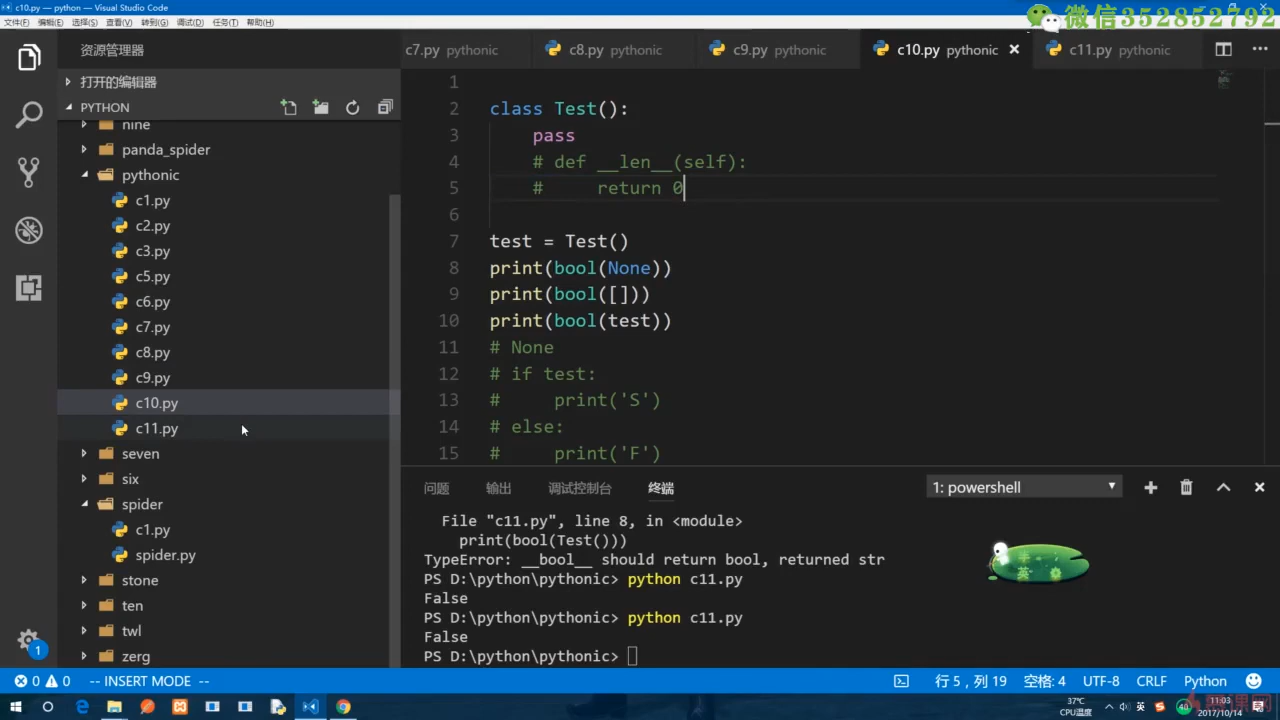 c10.py — python — Visual Studio Code
文件(F) 编辑(E) 选择(S) 查看(V) 转到(G) 调试(D) 任务(T) 帮助(H)
微信352852792
资源管理器
c7.py pythonic
c8.py pythonic
c9.py pythonic
c10.py pythonic
c11.py pythonic
打开的编辑器
PYTHON
nine
panda_spider
pythonic
c1.py
c2.py
c3.py
c5.py
c6.py
c7.py
c8.py
c9.py
c10.py
c11.py
seven
six
spider
c1.py
spider.py
stone
ten
twl
zerg
1
2 class Test():
3 pass
4 # def __len__(self):
5 # return 0
6
7 test = Test()
8 print(bool(None))
9 print(bool([]))
10 print(bool(test))
11 # None
12 # if test:
13 # print('S')
14 # else:
15 # print('F')
问题 输出 调试控制台 终端
1: powershell
File "c11.py", line 8, in <module>
print(bool(Test()))
TypeError: __bool__ should return bool, returned str
PS D:\python\pythonic> python c11.py
False
PS D:\python\pythonic> python c11.py
False
PS D:\python\pythonic>
半
英
1
0 0 -- INSERT MODE -- 行 5，列 19 空格: 4 UTF-8 CRLF Python
37℃
CPU温度
英
40
11:03
2017/10/14